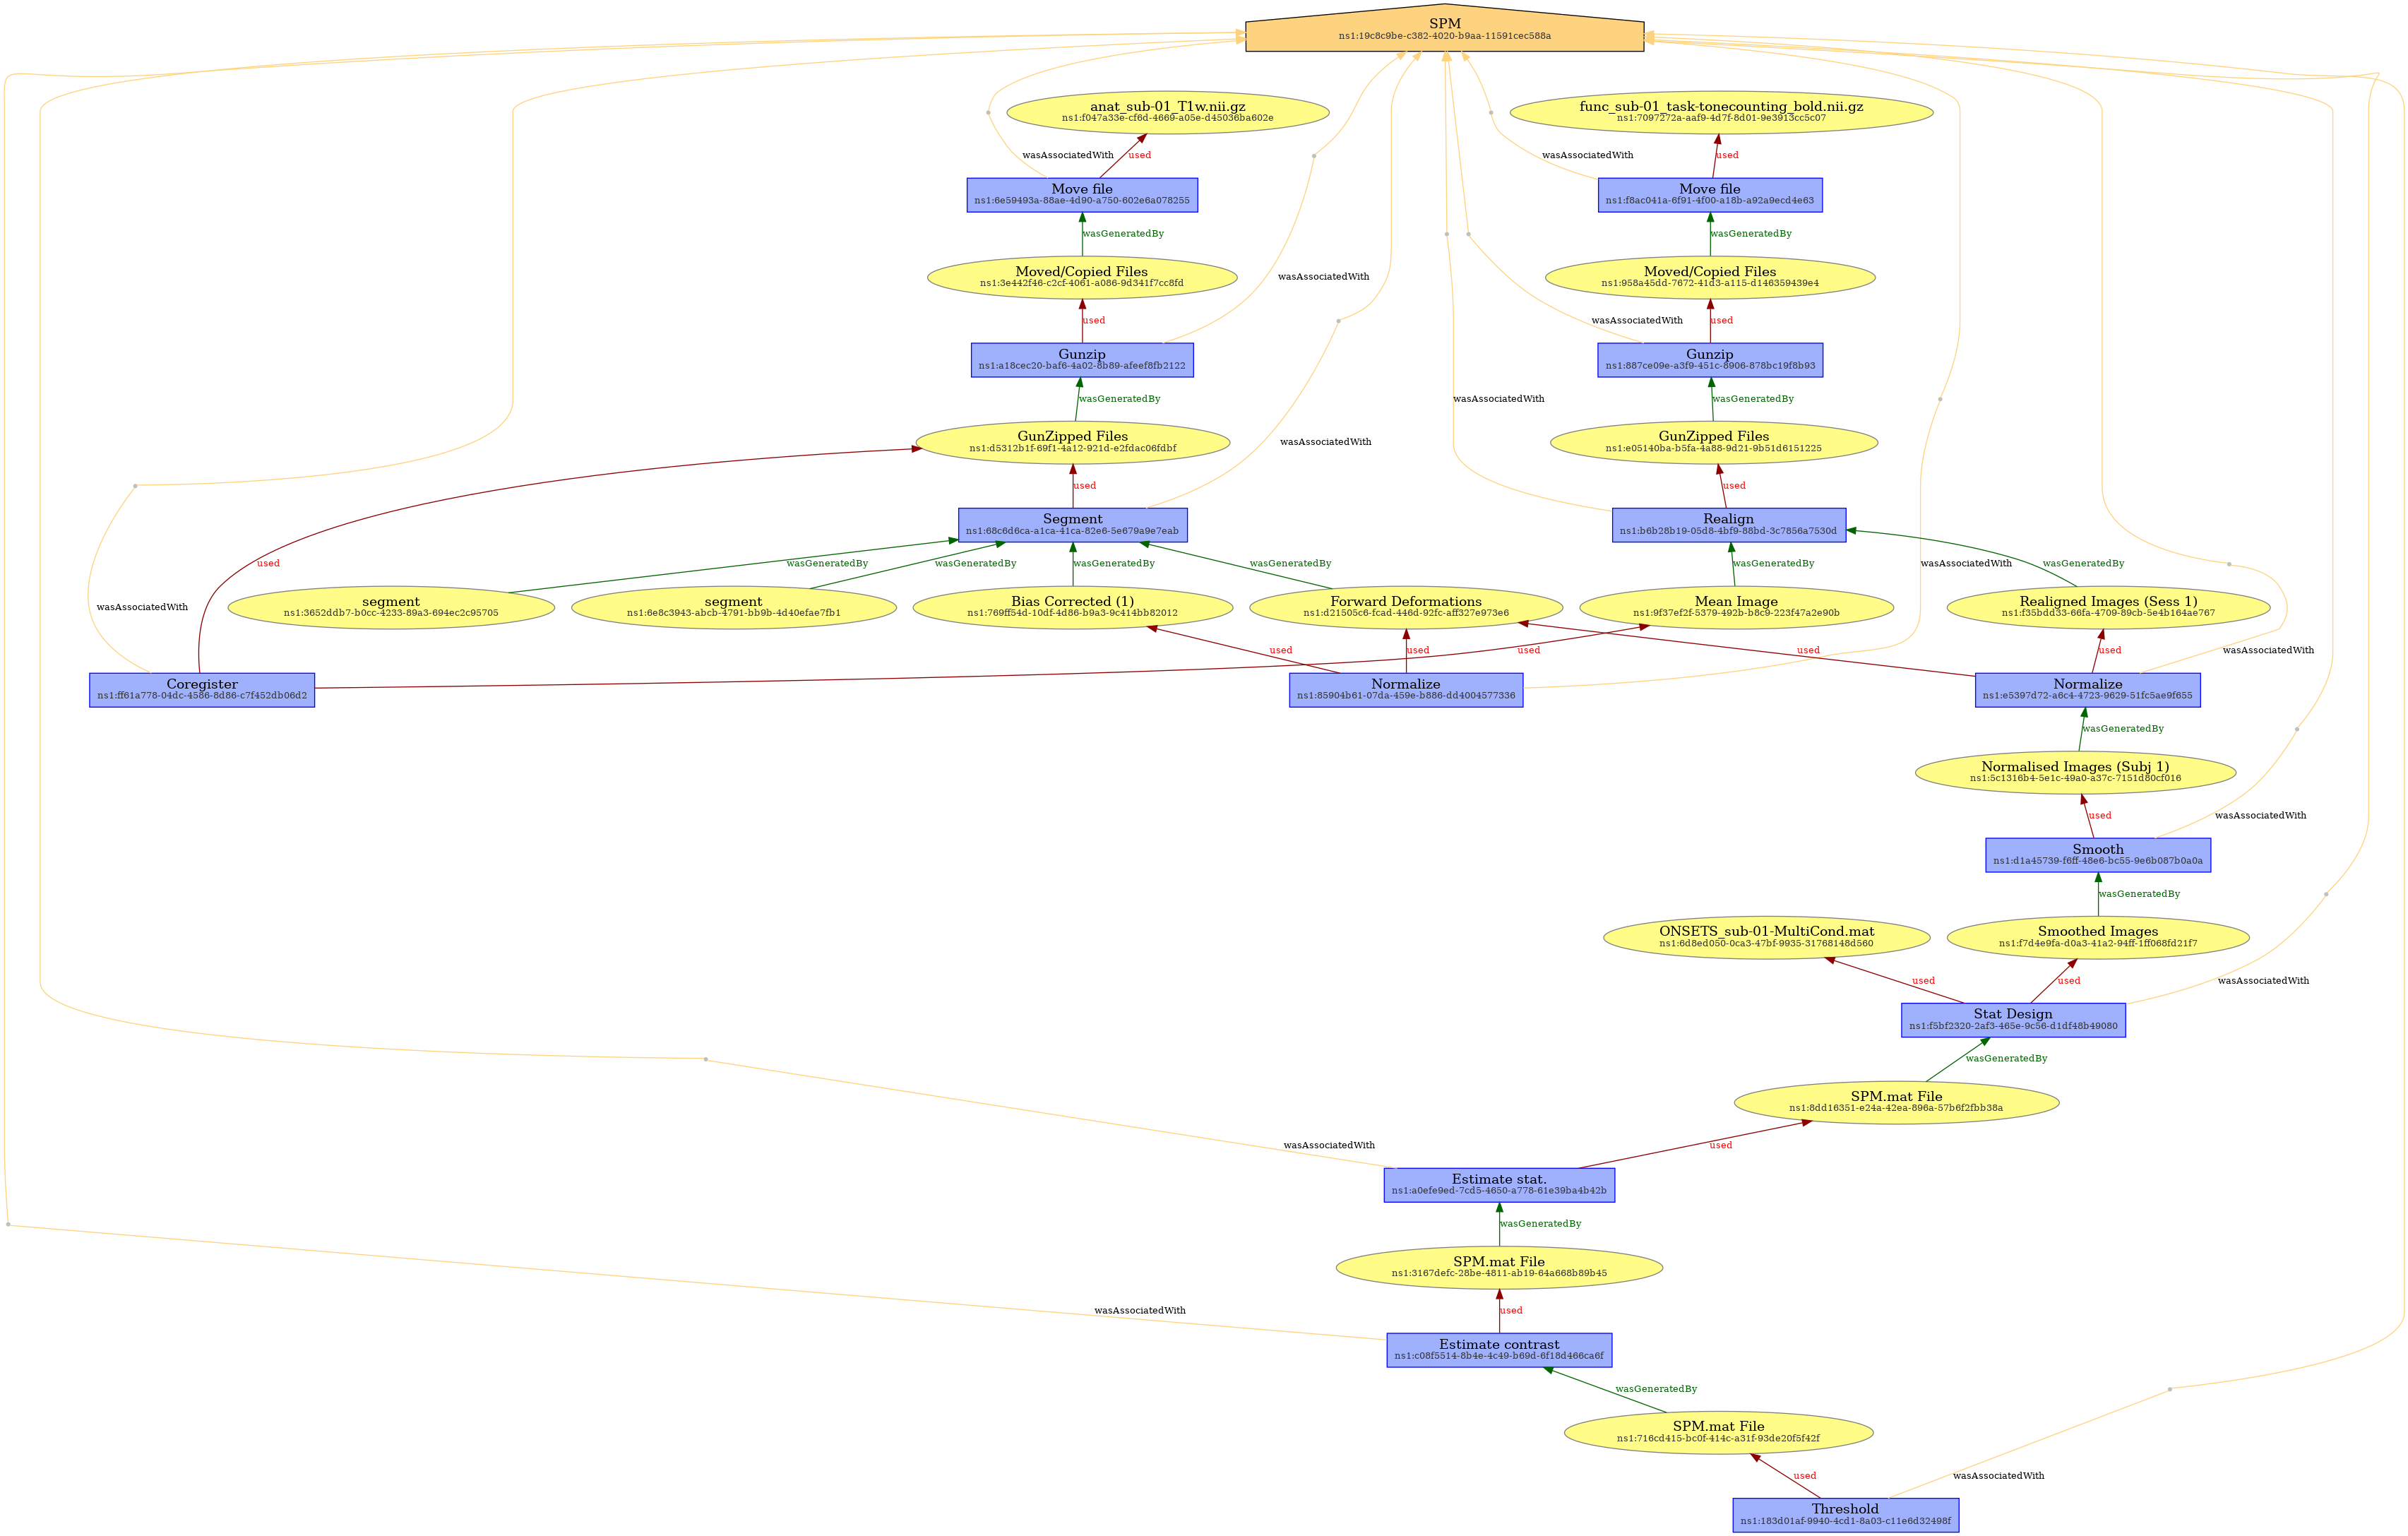 SPM
ns1:19c8c9be-c382-4020-b9aa-11591cec588a
anat_sub-01_T1w.nii.gz
ns1:f047a33e-cf6d-4669-a05e-d45036ba602e
func_sub-01_task-tonecounting_bold.nii.gz
ns1:7097272a-aaf9-4d7f-8d01-9e3913cc5c07
wasAssociatedWith
used
wasAssociatedWith
used
Move file
ns1:6e59493a-88ae-4d90-a750-602e6a078255
Move file
ns1:f8ac041a-6f91-4f00-a18b-a92a9ecd4e63
wasGeneratedBy
wasGeneratedBy
Moved/Copied Files
ns1:3e442f46-c2cf-4061-a086-9d341f7cc8fd
wasAssociatedWith
Moved/Copied Files
ns1:958a45dd-7672-41d3-a115-d146359439e4
used
wasAssociatedWith
used
Gunzip
ns1:a18cec20-baf6-4a02-8b89-afeef8fb2122
Gunzip
ns1:887ce09e-a3f9-451c-8906-878bc19f8b93
wasGeneratedBy
wasAssociatedWith
wasGeneratedBy
GunZipped Files
ns1:d5312b1f-69f1-4a12-921d-e2fdac06fdbf
wasAssociatedWith
GunZipped Files
ns1:e05140ba-b5fa-4a88-9d21-9b51d6151225
used
used
Segment
ns1:68c6d6ca-a1ca-41ca-82e6-5e679a9e7eab
Realign
ns1:b6b28b19-05d8-4bf9-88bd-3c7856a7530d
used
wasGeneratedBy
wasGeneratedBy
wasGeneratedBy
wasGeneratedBy
wasGeneratedBy
wasAssociatedWith
wasGeneratedBy
wasAssociatedWith
segment
ns1:3652ddb7-b0cc-4233-89a3-694ec2c95705
segment
ns1:6e8c3943-abcb-4791-bb9b-4d40efae7fb1
Bias Corrected (1)
ns1:769ff54d-10df-4d86-b9a3-9c414bb82012
Forward Deformations
ns1:d21505c6-fcad-446d-92fc-aff327e973e6
Mean Image
ns1:9f37ef2f-5379-492b-b8c9-223f47a2e90b
Realigned Images (Sess 1)
ns1:f35bdd33-66fa-4709-89cb-5e4b164ae767
used
used
used
used
used
wasAssociatedWith
Coregister
ns1:ff61a778-04dc-4586-8d86-c7f452db06d2
Normalize
ns1:85904b61-07da-459e-b886-dd4004577336
Normalize
ns1:e5397d72-a6c4-4723-9629-51fc5ae9f655
wasGeneratedBy
Normalised Images (Subj 1)
ns1:5c1316b4-5e1c-49a0-a37c-7151d80cf016
used
wasAssociatedWith
Smooth
ns1:d1a45739-f6ff-48e6-bc55-9e6b087b0a0a
wasGeneratedBy
ONSETS_sub-01-MultiCond.mat
ns1:6d8ed050-0ca3-47bf-9935-31768148d560
Smoothed Images
ns1:f7d4e9fa-d0a3-41a2-94ff-1ff068fd21f7
used
used
wasAssociatedWith
Stat Design
ns1:f5bf2320-2af3-465e-9c56-d1df48b49080
wasGeneratedBy
SPM.mat File
ns1:8dd16351-e24a-42ea-896a-57b6f2fbb38a
wasAssociatedWith
used
Estimate stat.
ns1:a0efe9ed-7cd5-4650-a778-61e39ba4b42b
wasGeneratedBy
SPM.mat File
ns1:3167defc-28be-4811-ab19-64a668b89b45
wasAssociatedWith
used
Estimate contrast
ns1:c08f5514-8b4e-4c49-b69d-6f18d466ca6f
wasGeneratedBy
SPM.mat File
ns1:716cd415-bc0f-414c-a31f-93de20f5f42f
used
wasAssociatedWith
Threshold
ns1:183d01af-9940-4cd1-8a03-c11e6d32498f